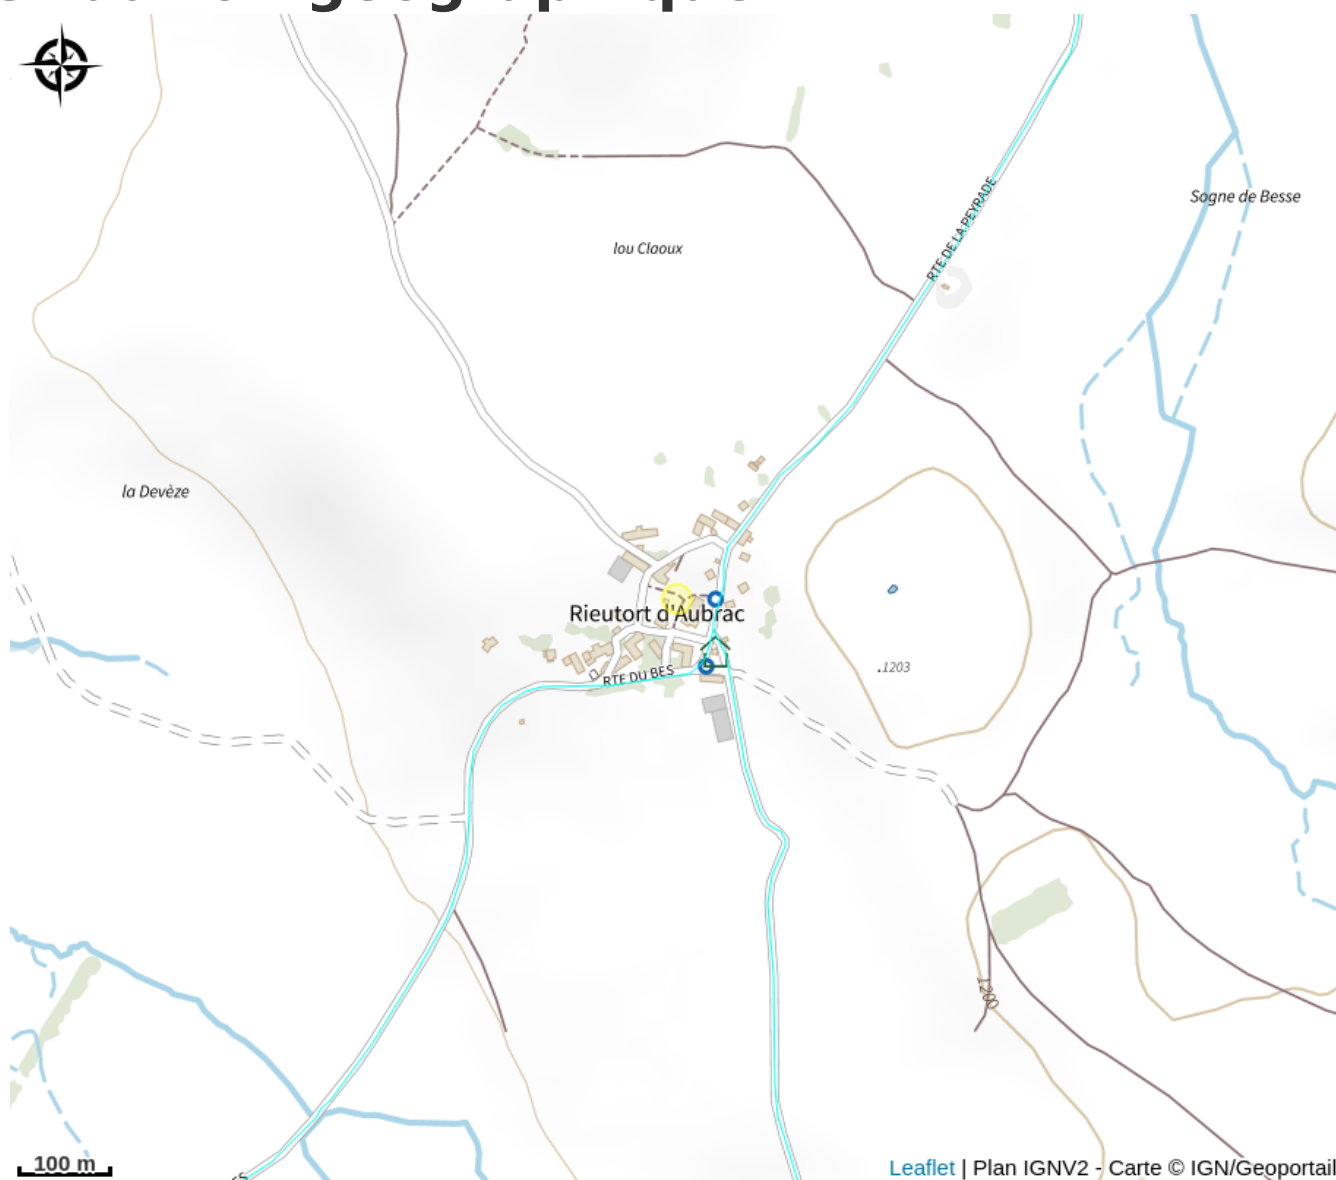 RTE DE LA PEYRADE
Sogne de Besse
lou Claoux
la Devèze
Rieutort d'Aubrac
.1203
RTE DU BES
1200
100 m
Leaflet | Plan IGNV2 - Carte © IGN/Geoportail